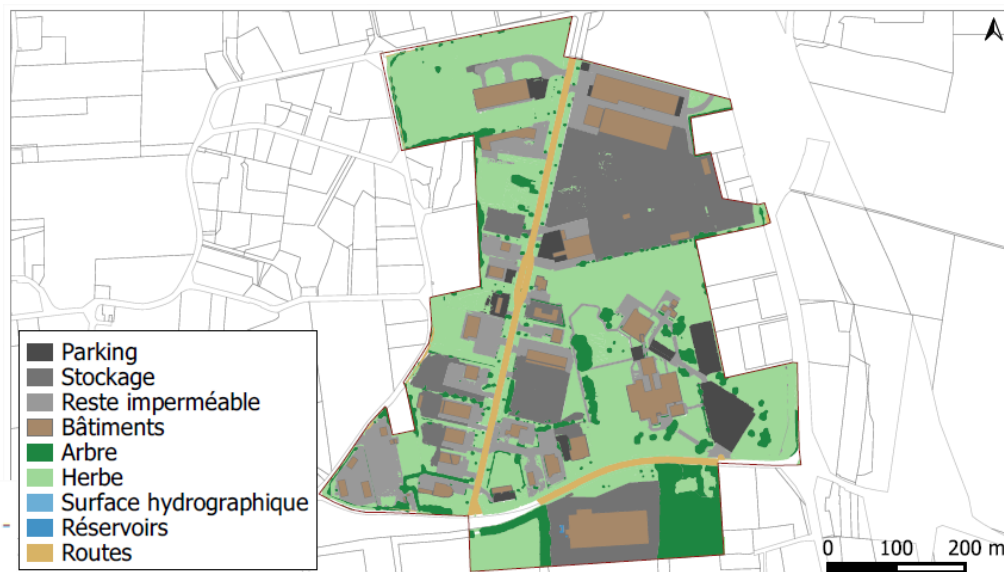 Parking
Stockage
Reste imperméable
Bâtiments
Arbre
Herbe
Surface hydrographique
Réservoirs
Routes
0 100 200 m